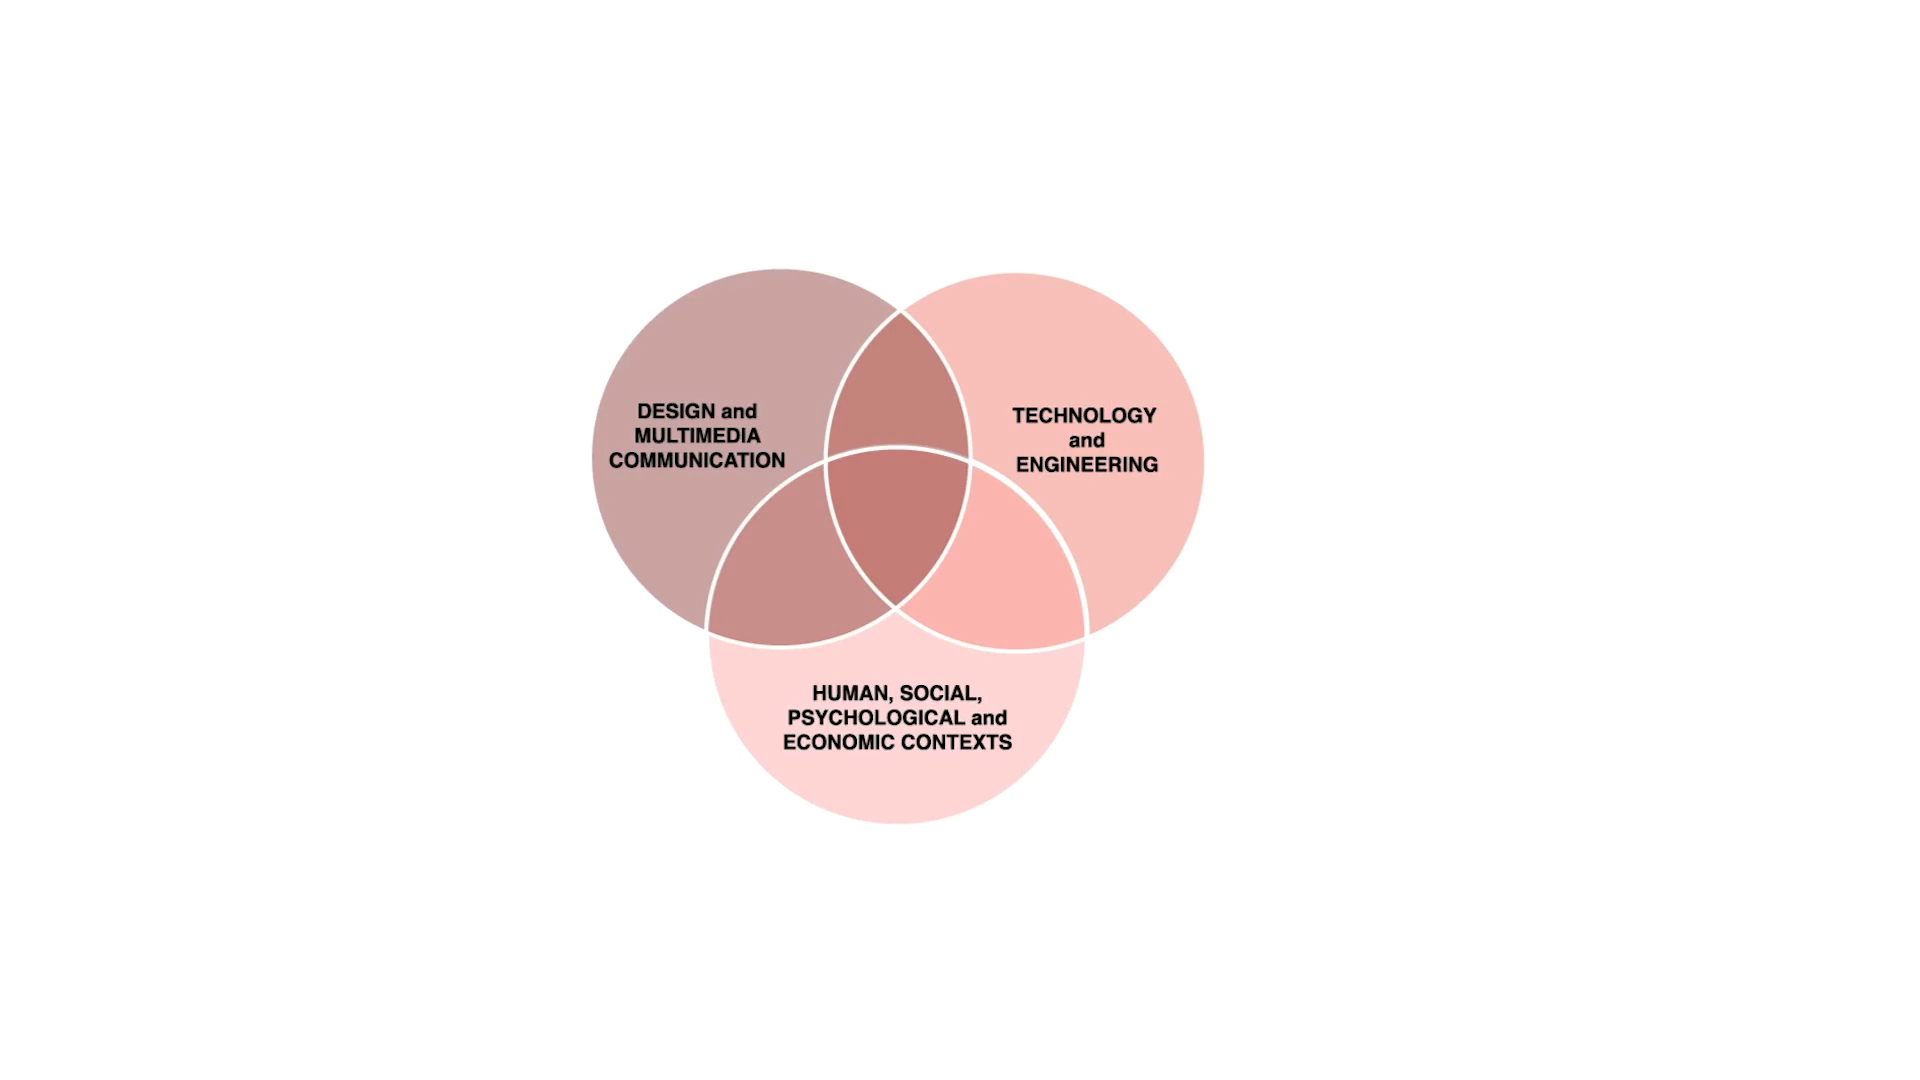 DESIGN and
MULTIMEDIA
COMMUNICATION
TECHNOLOGY
and
ENGINEERING
HUMAN, SOCIAL,
PSYCHOLOGICAL and
ECONOMIC CONTEXTS